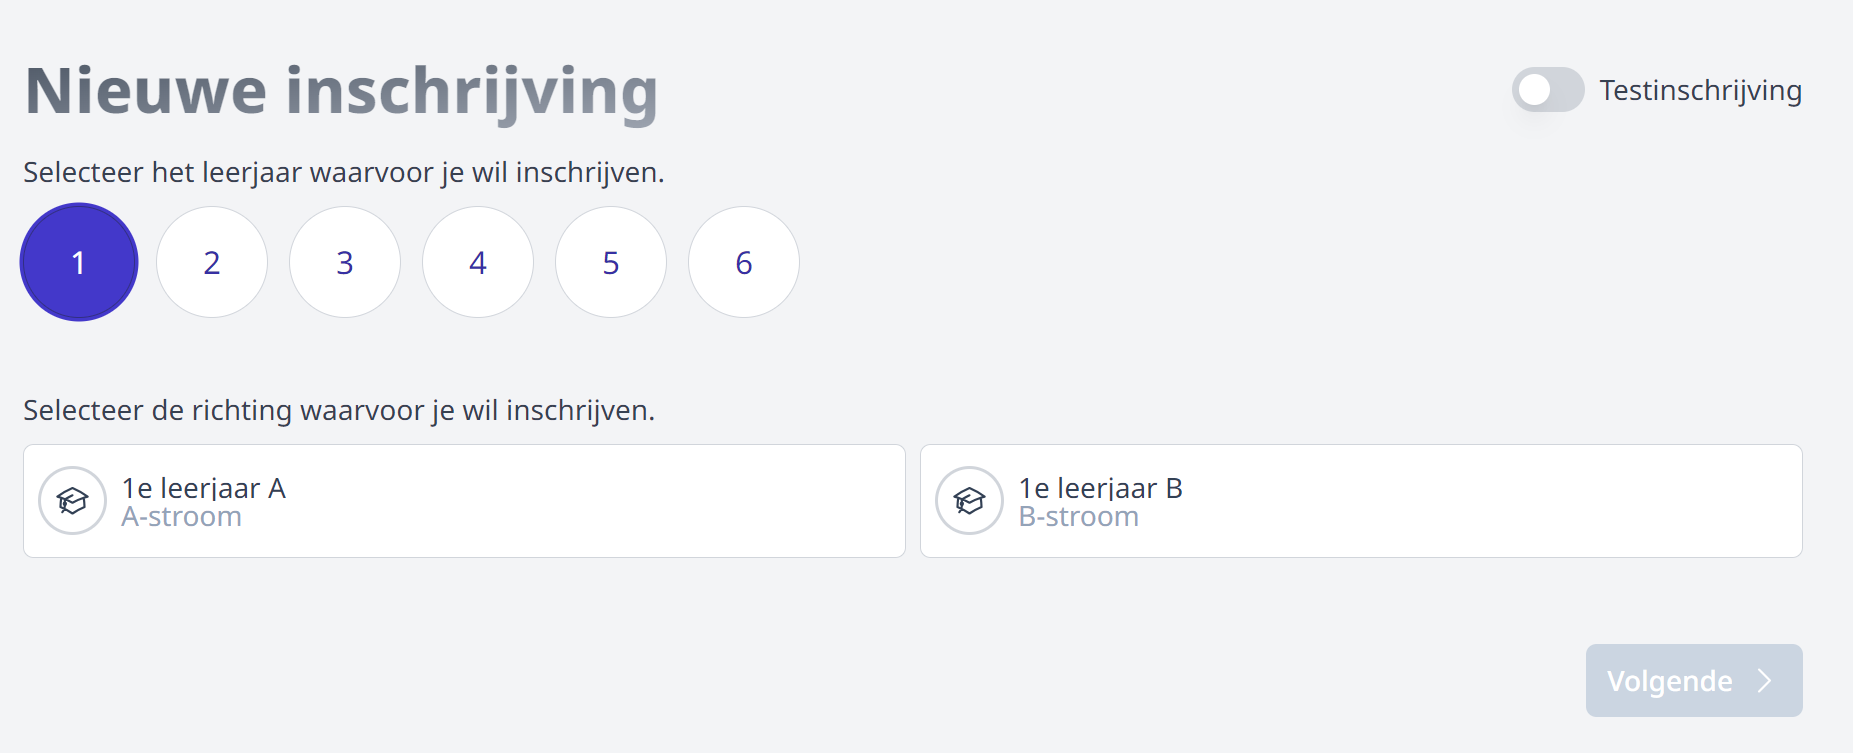 Nieuwe inschrijving
Testinschrijving
Selecteer het leerjaar waarvoor je wil inschrijven.
1 2 3 4 5 6
Selecteer de richting waarvoor je wil inschrijven.
1e leerjaar A
A-stroom
1e leerjaar B
B-stroom
Volgende